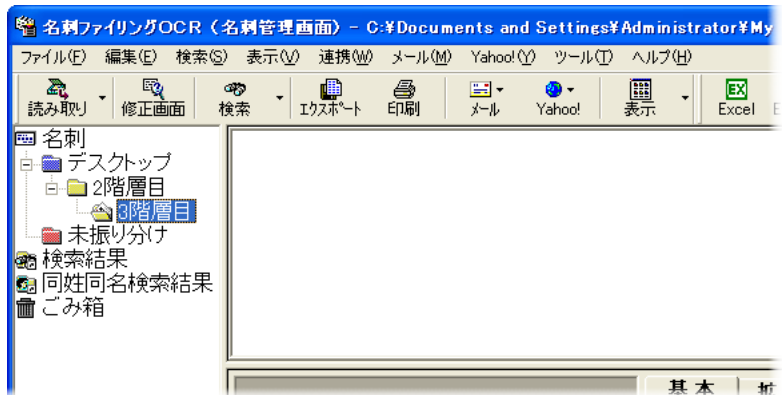 名刺ファイリングOCR（名刺管理画面）- C:¥Documents and Settings¥Administrator¥My
ファイル(F) 編集(E) 検索(S) 表示(V) 連携(W) メール(M) Yahoo!(Y) ツール(T) ヘルプ(H)
読み取り 修正画面 検索 ｴｸｽﾎﾟｰﾄ 印刷 ﾒｰﾙ Yahoo! 表示 Excel
名刺
デスクトップ
2階層目
3階層目
未振り分け
検索結果
同姓同名検索結果
ごみ箱
基本